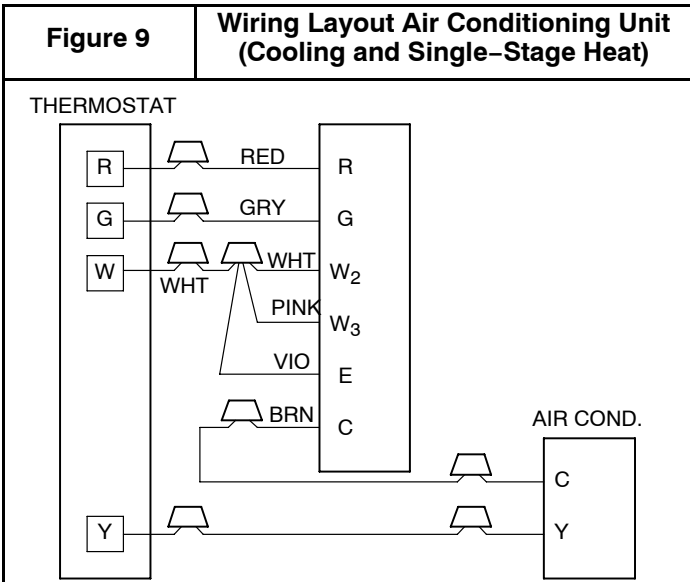 Figure 9
Wiring Layout Air Conditioning Unit
(Cooling and Single−Stage Heat)
THERMOSTAT
R RED R
G GRY G
W WHT WHT W2
PINK W3
VIO E
BRN C
AIR COND.
C
Y Y